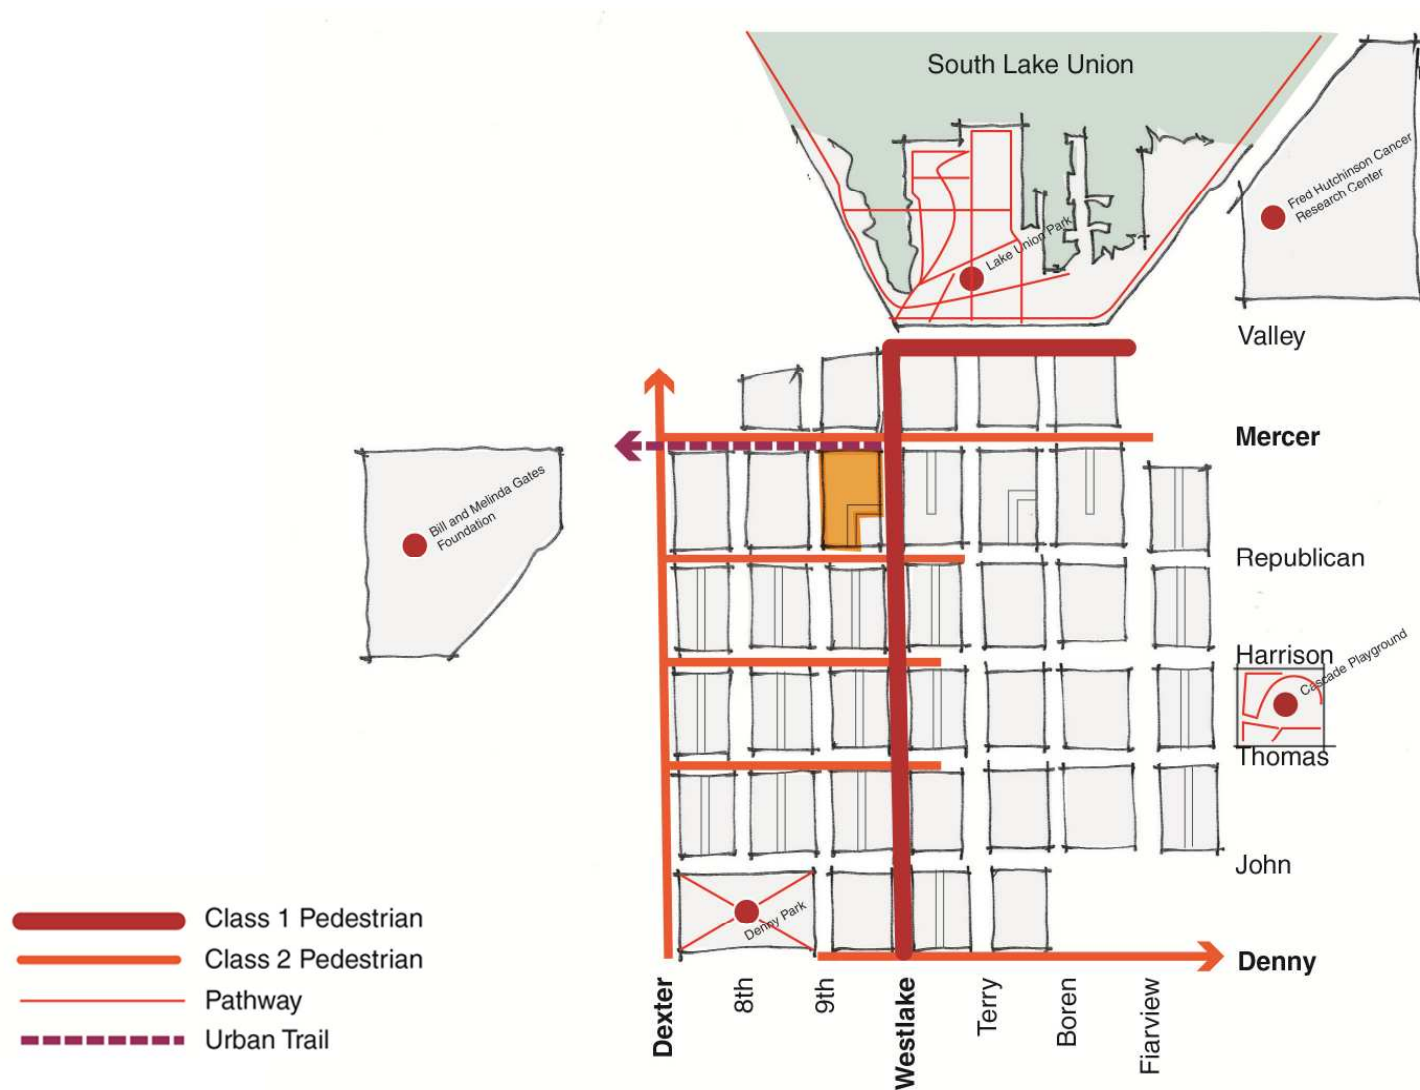 South Lake Union
Fred Hutchinson Cancer
Research Center
Lake Union Park
Valley
Mercer
Bill and Melinda Gates
Foundation
Republican
Harrison
Cascade Playground
Thomas
John
Denny Park
Denny
Class 1 Pedestrian
Class 2 Pedestrian
Pathway
Urban Trail
Dexter
8th
9th
Westlake
Terry
Boren
Fiarview